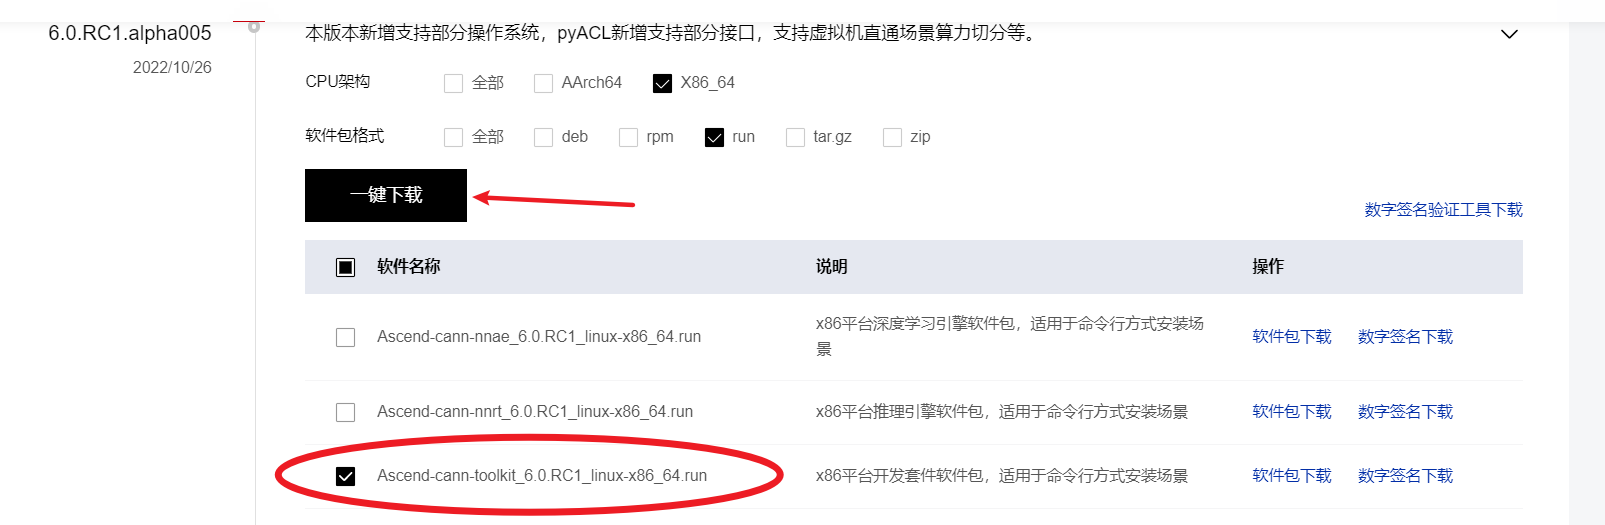 6.0.RC1.alpha005
2022/10/26
本版本新增支持部分操作系统，pyACL新增支持部分接口，支持虚拟机直通场景算力切分等。
CPU架构 全部 AArch64 X86_64
软件包格式 全部 deb rpm run tar.gz zip
一键下载
数字签名验证工具下载
软件名称 说明 操作
Ascend-cann-nnae_6.0.RC1_linux-x86_64.run x86平台深度学习引擎软件包，适用于命令行方式安装场
景 软件包下载 数字签名下载
Ascend-cann-nnrt_6.0.RC1_linux-x86_64.run x86平台推理引擎软件包，适用于命令行方式安装场景 软件包下载 数字签名下载
Ascend-cann-toolkit_6.0.RC1_linux-x86_64.run x86平台开发套件软件包，适用于命令行方式安装场景 软件包下载 数字签名下载